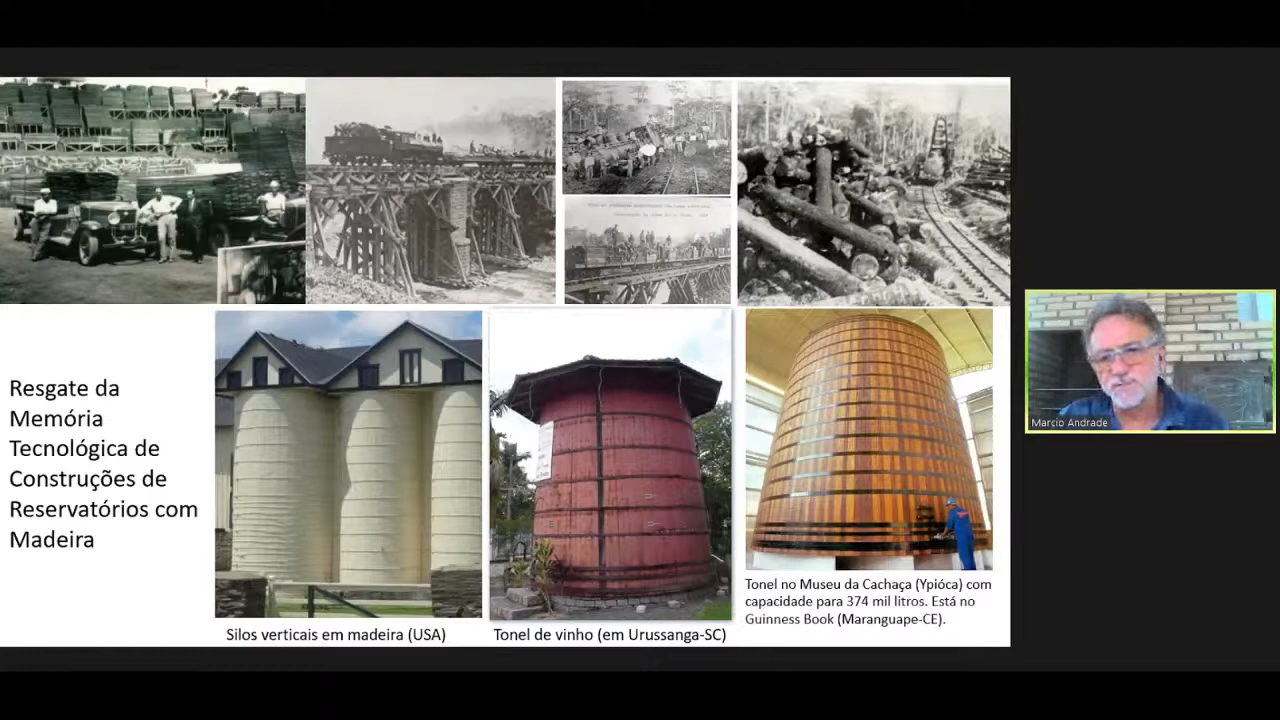 Resgate da
Memória
Tecnológica de
Construções de
Reservatórios com
Madeira
Silos verticais em madeira (USA)
Tonel de vinho (em Urussanga-SC)
Tonel no Museu da Cachaça (Ypióca) com
capacidade para 374 mil litros. Está no
Guinness Book (Maranguape-CE).
Marcio Andrade